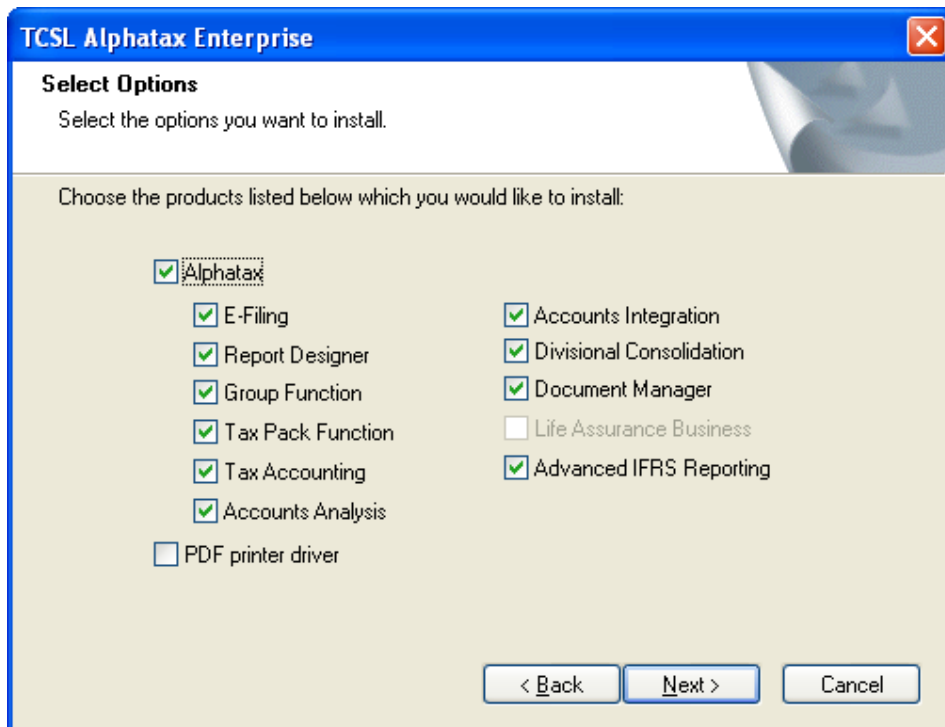 TCSL Alphatax Enterprise
Select Options
Select the options you want to install.
Choose the products listed below which you would like to install:
Alphatax
E-Filing
Report Designer
Group Function
Tax Pack Function
Tax Accounting
Accounts Analysis
Accounts Integration
Divisional Consolidation
Document Manager
Life Assurance Business
Advanced IFRS Reporting
PDF printer driver
< Back
Next >
Cancel